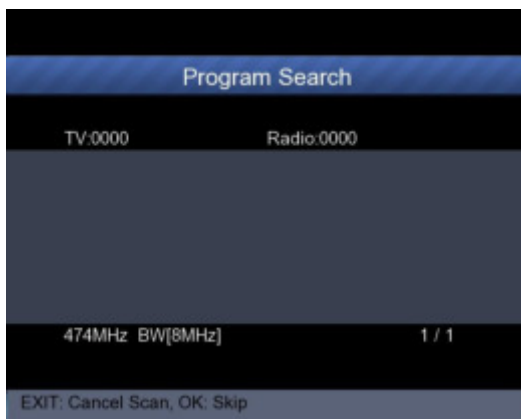 Program Search
TV:0000 Radio:0000
474MHz BW[8MHz] 1 / 1
EXIT: Cancel Scan, OK: Skip